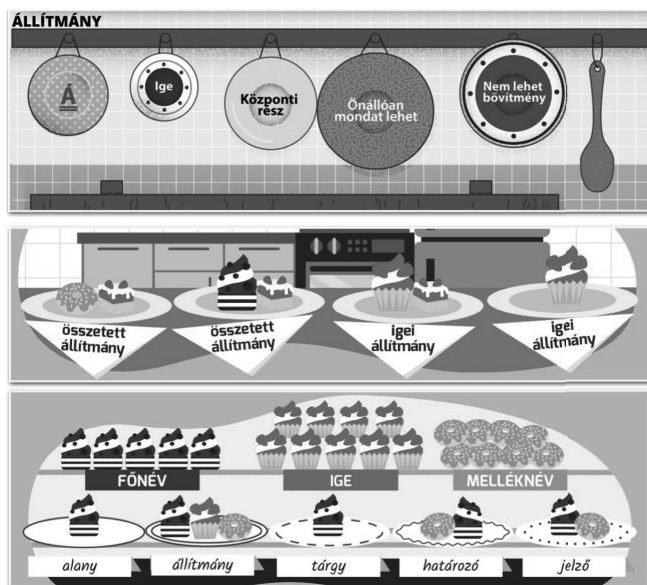 ÁLLÍTMÁNY
Á
Ige
Központi
rész
Önállóan
mondat lehet
Nem lehet
bővítmény
összetett
állítmány
összetett
állítmány
igei
állítmány
igei
állítmány
FŐNÉV
IGE
MELLÉKNÉV
alany
állítmány
tárgy
határozó
jelző